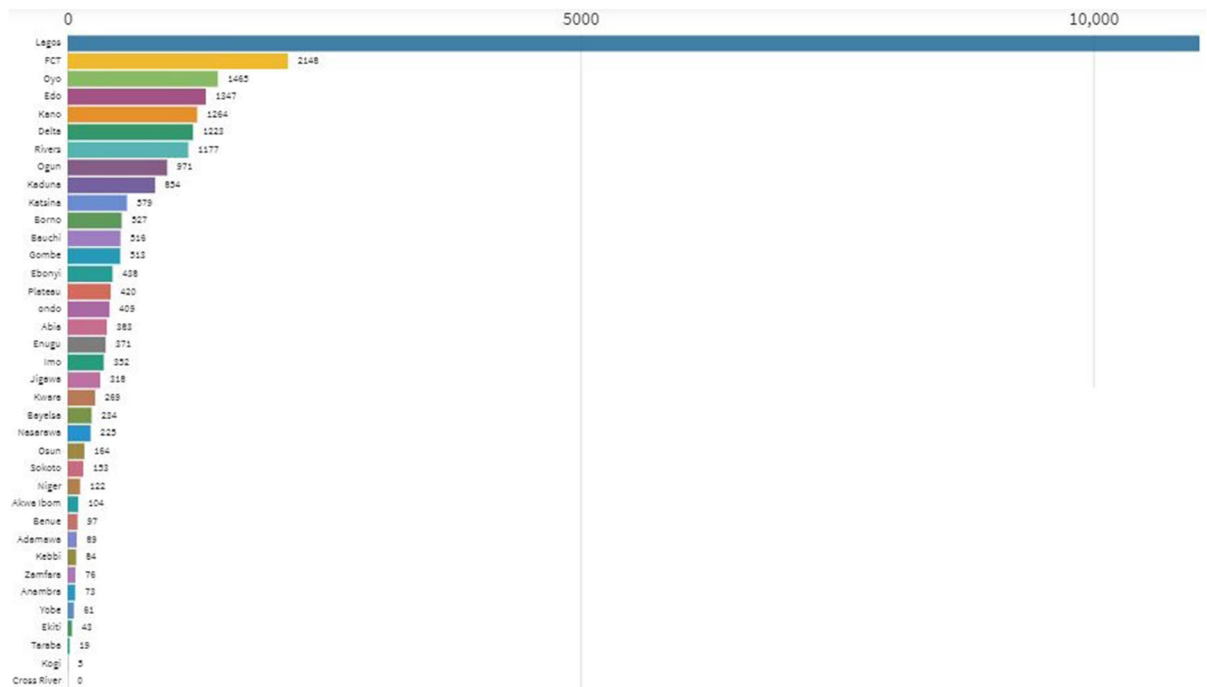 0 5000 10,000
Lagos
FCT 2148
Oyo 1465
Edo 1347
Kano 1264
Delta 1223
Rivers 1177
Ogun 971
Kaduna 854
Katsina 579
Borno 527
Bauchi 516
Gombe 513
Ebonyi 438
Plateau 420
ondo 409
Abia 383
Enugu 371
Imo 352
Jigawa 318
Kwara 269
Bayelsa 234
Nasarawa 225
Osun 164
Sokoto 153
Niger 122
Akwa Ibom 104
Benue 97
Adamawa 89
Kebbi 84
Zamfara 76
Anambra 73
Yobe 61
Ekiti 43
Taraba 19
Kogi 5
Cross River 0